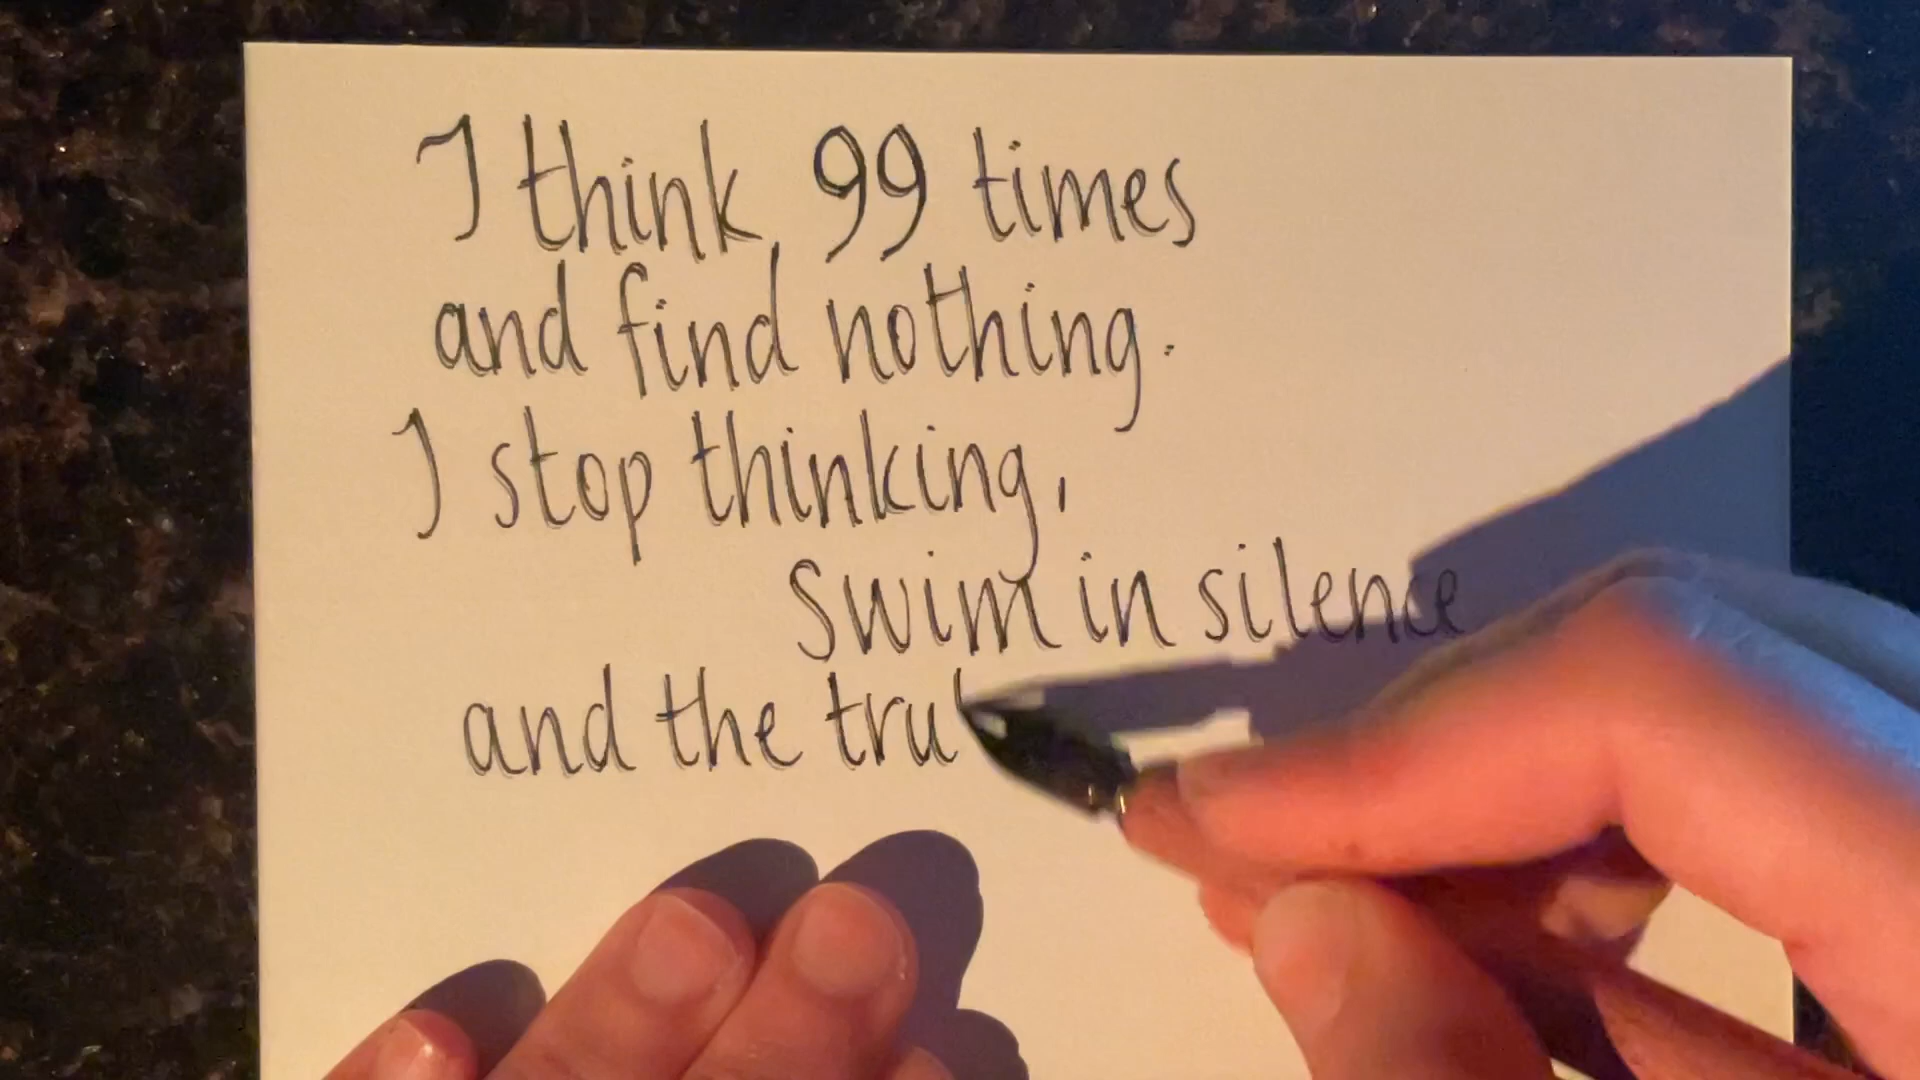 I think 99 times
and find nothing.
I stop thinking,
swim in silence
and the tru